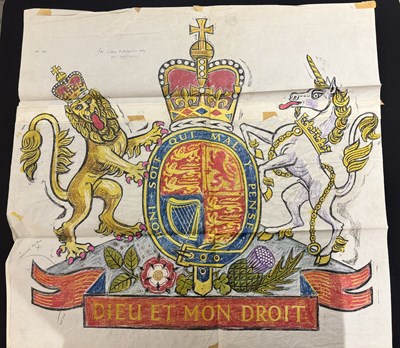 HONI · SOIT · QUI · MAL · Y · PENSE
DIEU ET MON DROIT